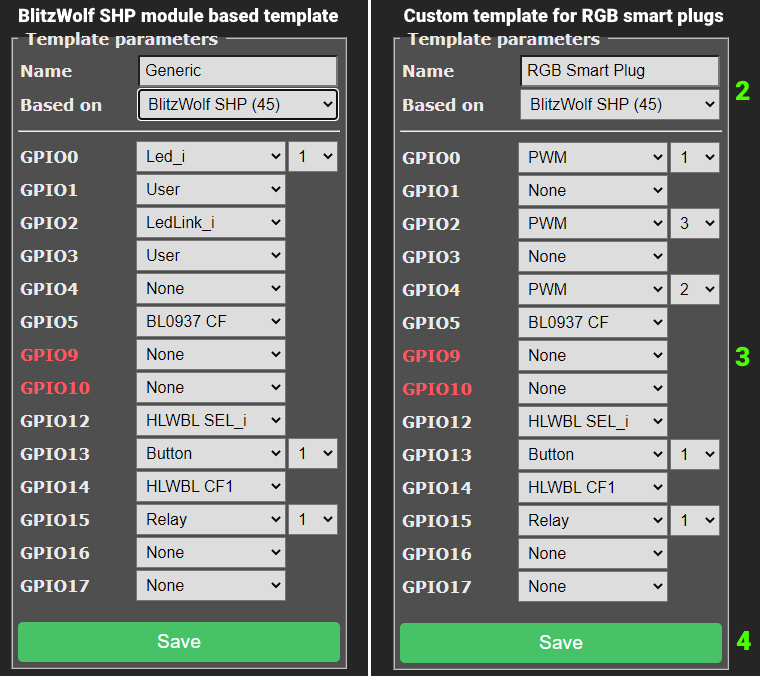 BlitzWolf SHP module based template
Template parameters
Name Generic
Based on BlitzWolf SHP (45)
GPIO0 Led_i 1
GPIO1 User
GPIO2 LedLink_i
GPIO3 User
GPIO4 None
GPIO5 BL0937 CF
GPIO9 None
GPIO10 None
GPIO12 HLWBL SEL_i
GPIO13 Button 1
GPIO14 HLWBL CF1
GPIO15 Relay 1
GPIO16 None
GPIO17 None
Save
Custom template for RGB smart plugs
Template parameters
Name RGB Smart Plug
Based on BlitzWolf SHP (45)
2
GPIO0 PWM 1
GPIO1 None
GPIO2 PWM 3
GPIO3 None
GPIO4 PWM 2
GPIO5 BL0937 CF
GPIO9 None
3
GPIO10 None
GPIO12 HLWBL SEL_i
GPIO13 Button 1
GPIO14 HLWBL CF1
GPIO15 Relay 1
GPIO16 None
GPIO17 None
Save
4